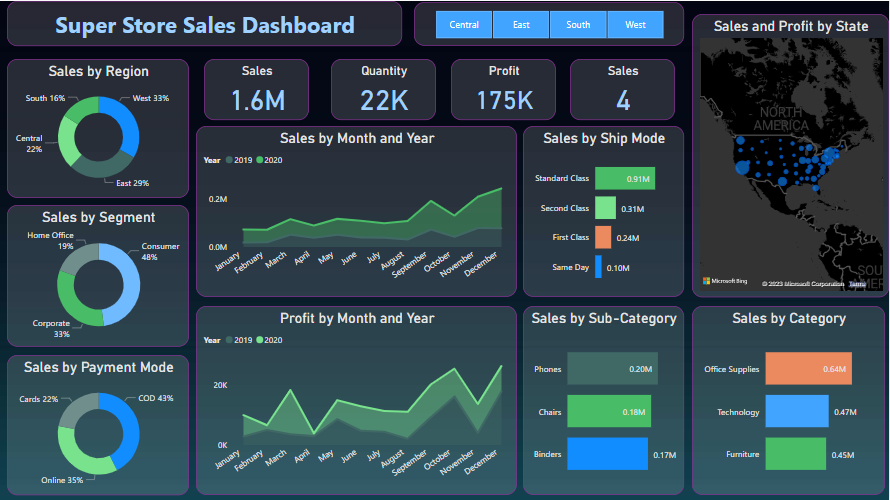 Super Store Sales Dashboard
Central
East
South
West
Sales and Profit by State
NORTH
AMERICA
SOU
MER
Microsoft Bing
© 2023 Microsoft Corporation
Terms
Sales by Region
South 16%
West 33%
Central
22%
East 29%
Sales
1.6M
Quantity
22K
Profit
175K
Sales
4
Sales by Month and Year
Year 2019 2020
0.2M
0.0M
January
February
March
April
May
June
July
August
September
October
November
December
Sales by Ship Mode
Standard Class 0.91M
Second Class 0.31M
First Class 0.24M
Same Day 0.10M
Sales by Segment
Home Office
19%
Consumer
48%
Corporate
33%
Profit by Month and Year
Year 2019 2020
20K
0K
January
February
March
April
May
June
July
August
September
October
November
December
Sales by Sub-Category
Phones 0.20M
Chairs 0.18M
Binders 0.17M
Sales by Category
Office Supplies 0.64M
Technology 0.47M
Furniture 0.45M
Sales by Payment Mode
Cards 22%
COD 43%
Online 35%